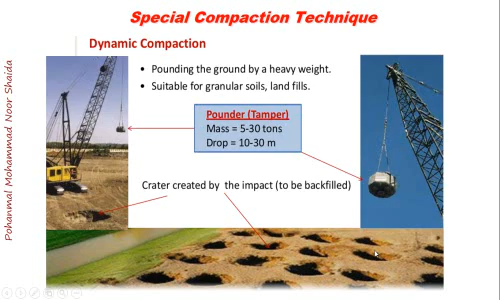 Special Compaction Technique
Dynamic Compaction
• Pounding the ground by a heavy weight.
• Suitable for granular soils, land fills.
Pounder (Tamper)
Mass = 5-30 tons
Drop = 10-30 m
Crater created by the impact (to be backfilled)
Pohanmal Mohammad Noor Shaida